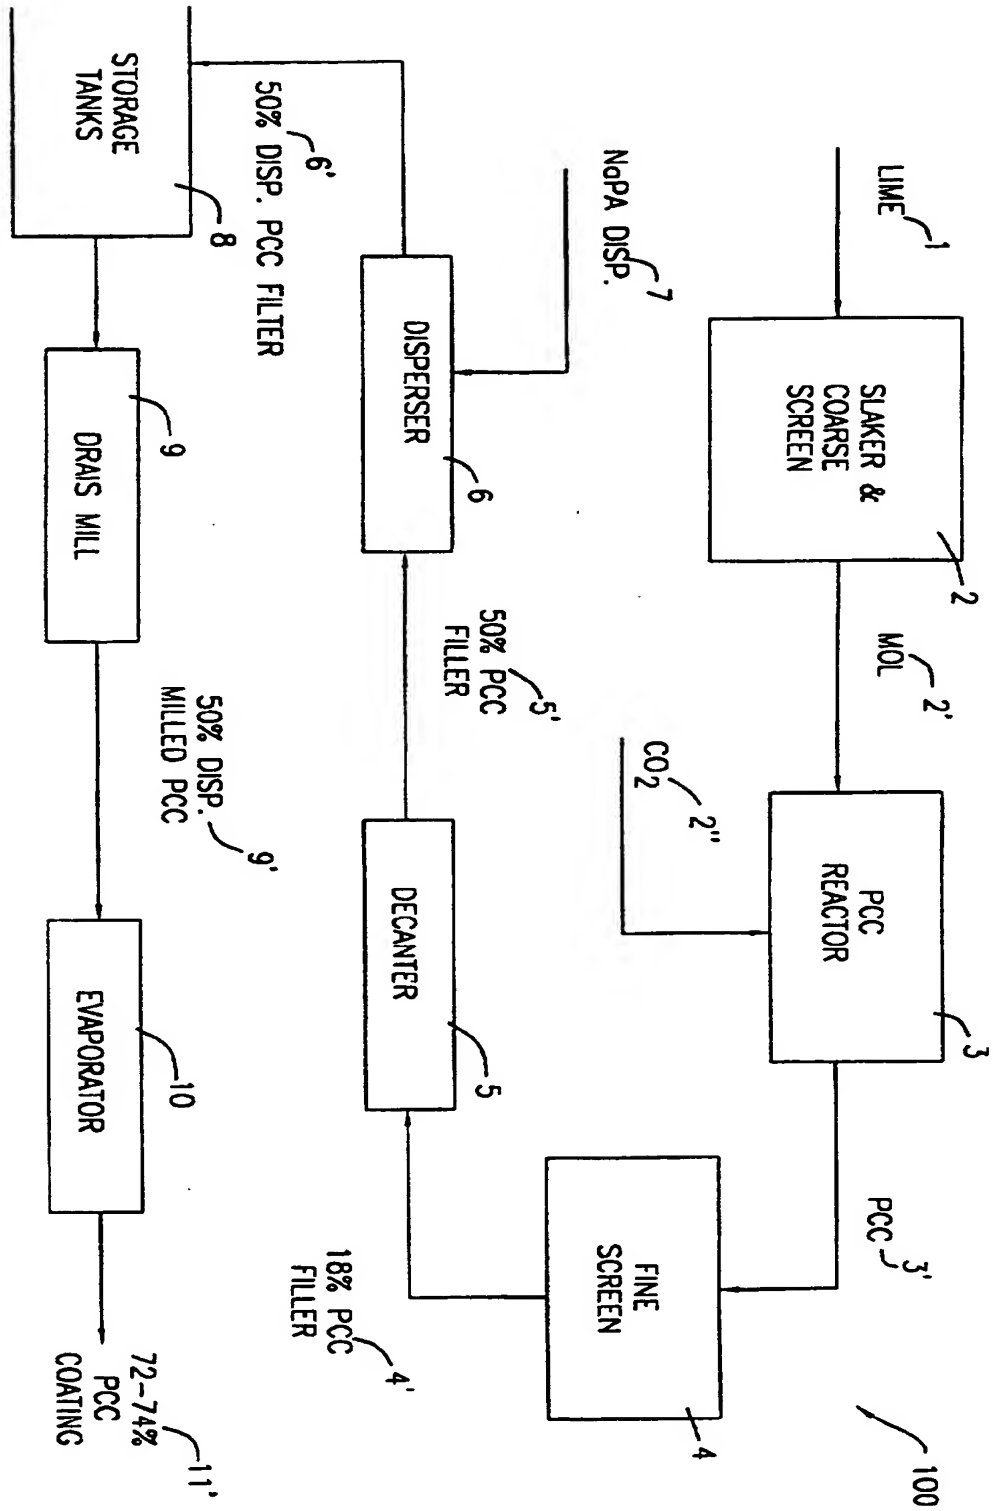 100
LIME 1
SLAKER &
COARSE
SCREEN
2
MOL 2'
PCC
REACTOR
3
CO2 2"
PCC 3'
FINE
SCREEN
4
18% PCC
FILLER
4'
DECANTER
5
50% PCC
FILLER
5'
DISPERSER
6
NaPA DISP.
7
50% DISP. PCC FILTER
6'
STORAGE
TANKS
8
DRAIS MILL
9
50% DISP.
MILLED PCC
9'
EVAPORATOR
10
72-74%
PCC
COATING
11'